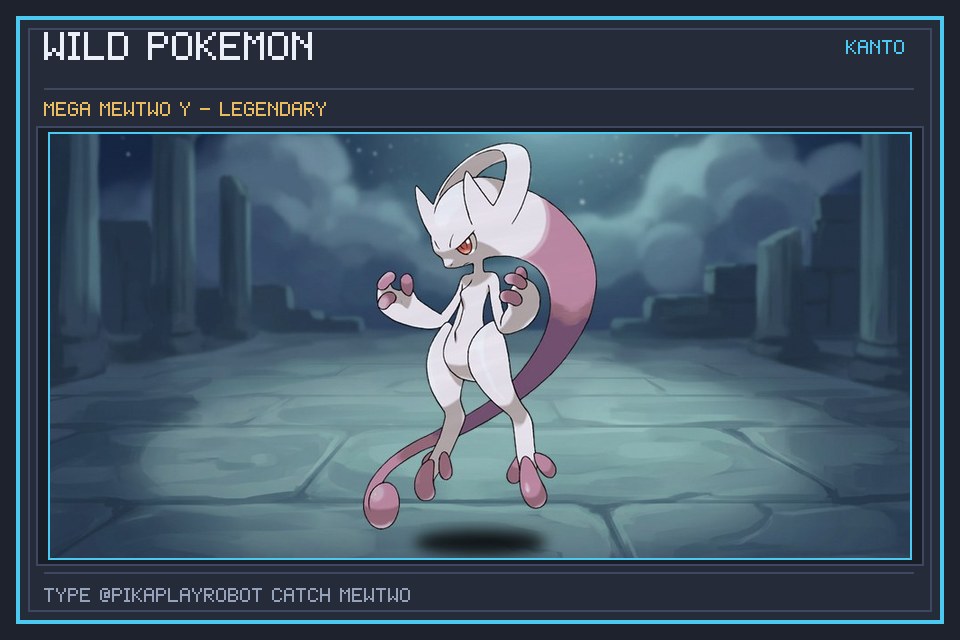 WILD POKEMON
KANTO
MEGA MEWTWO Y - LEGENDARY
TYPE @PIKAPLAYROBOT CATCH MEWTWO